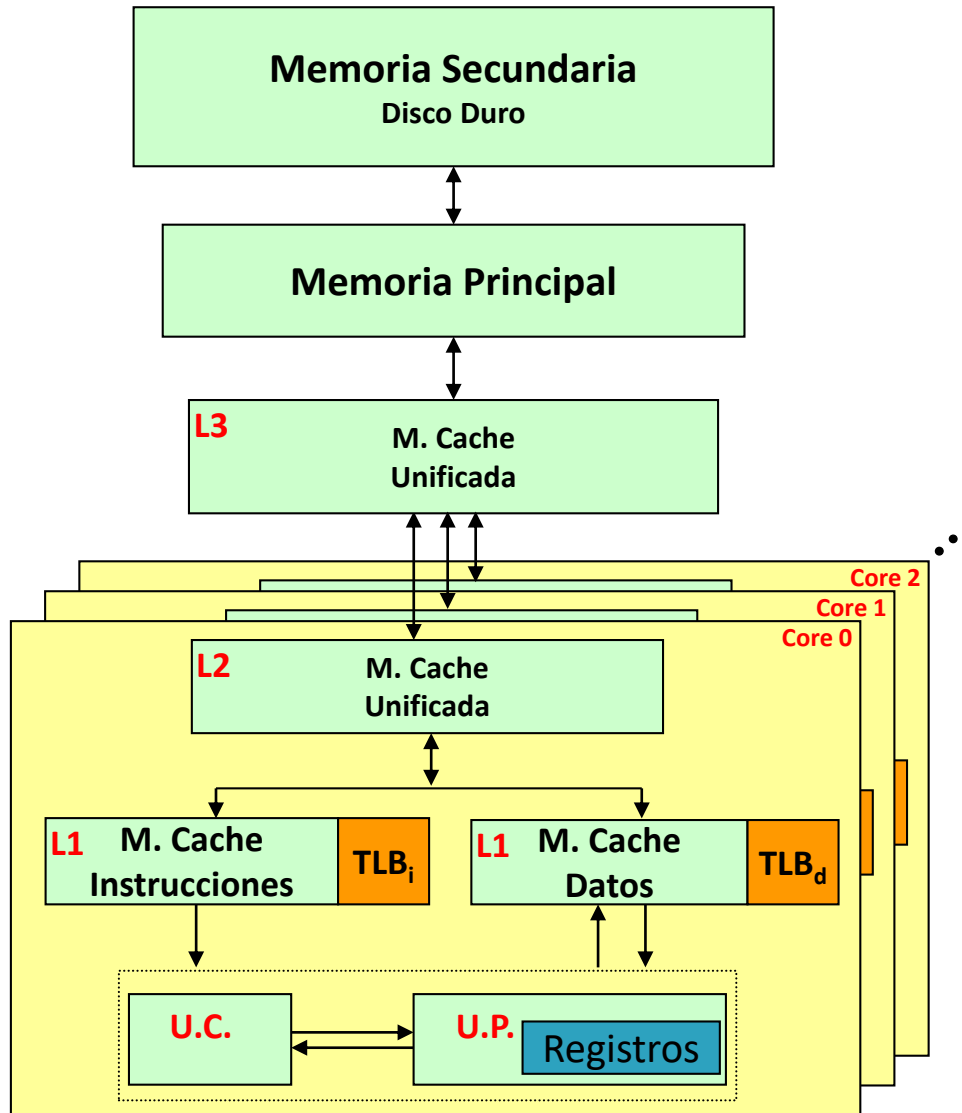 Memoria Secundaria
Disco Duro
Memoria Principal
L3
M. Cache
Unificada
Core 2
Core 1
Core 0
L2
M. Cache
Unificada
L1
M. Cache
Instrucciones
TLBi
L1
M. Cache
Datos
TLBd
U.C.
U.P.
Registros